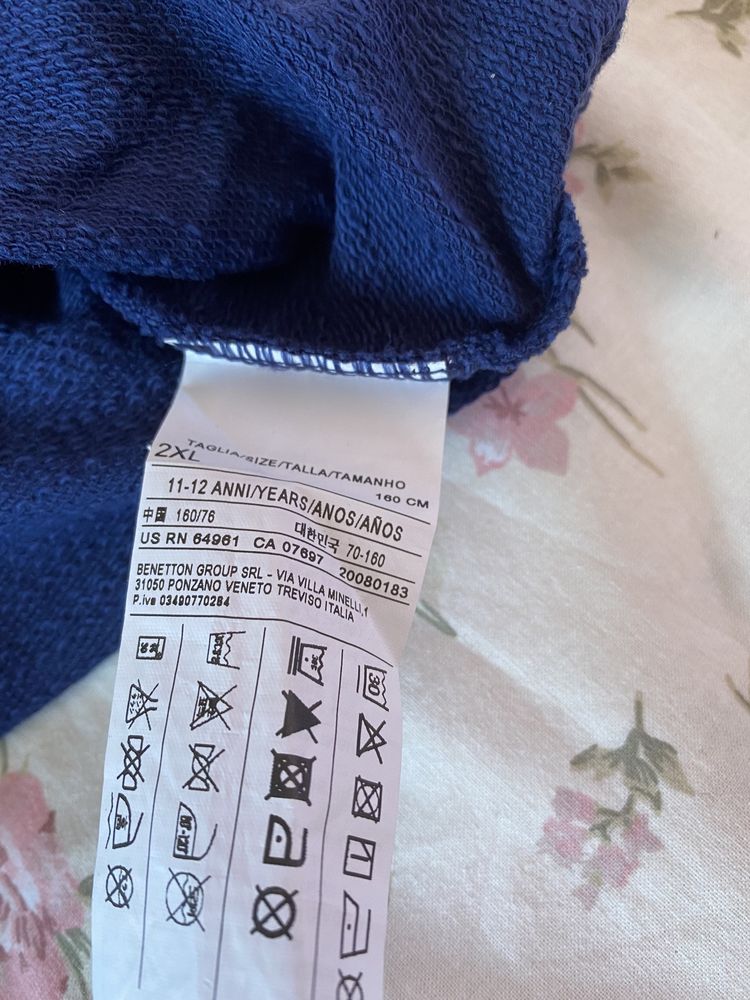 TAGLIA/SIZE/TALLA/TAMANHO
2XL 160 CM
11-12 ANNI/YEARS/ANOS/AÑOS
中国 160/76 대한민국 70-160
US RN 64961 CA 07697 20080183
BENETTON GROUP SRL - VIA VILLA MINELLI,1
31050 PONZANO VENETO TREVISO ITALIA
P.iva 03490770264
30